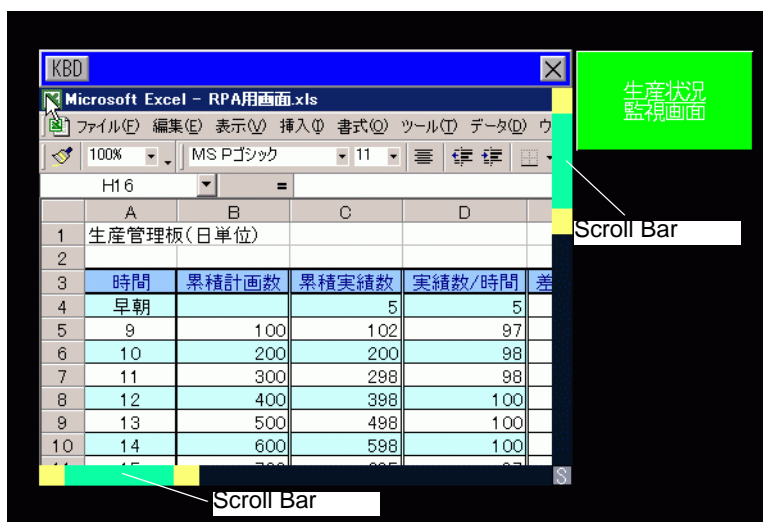 KBD
生産状況
監視画面
Microsoft Excel - RPA用画面.xls
ファイル(F) 編集(E) 表示(V) 挿入(I) 書式(O) ツール(T) データ(D) ウ
100% MS Pゴシック 11
H16 =
A B C D
1 生産管理板(日単位)
2
3 時間 累積計画数 累積実績数 実績数/時間 差
4 早朝 5 5
5 9 100 102 97
6 10 200 200 98
7 11 300 298 98
8 12 400 398 100
9 13 500 498 100
10 14 600 598 100
S
Scroll Bar
Scroll Bar